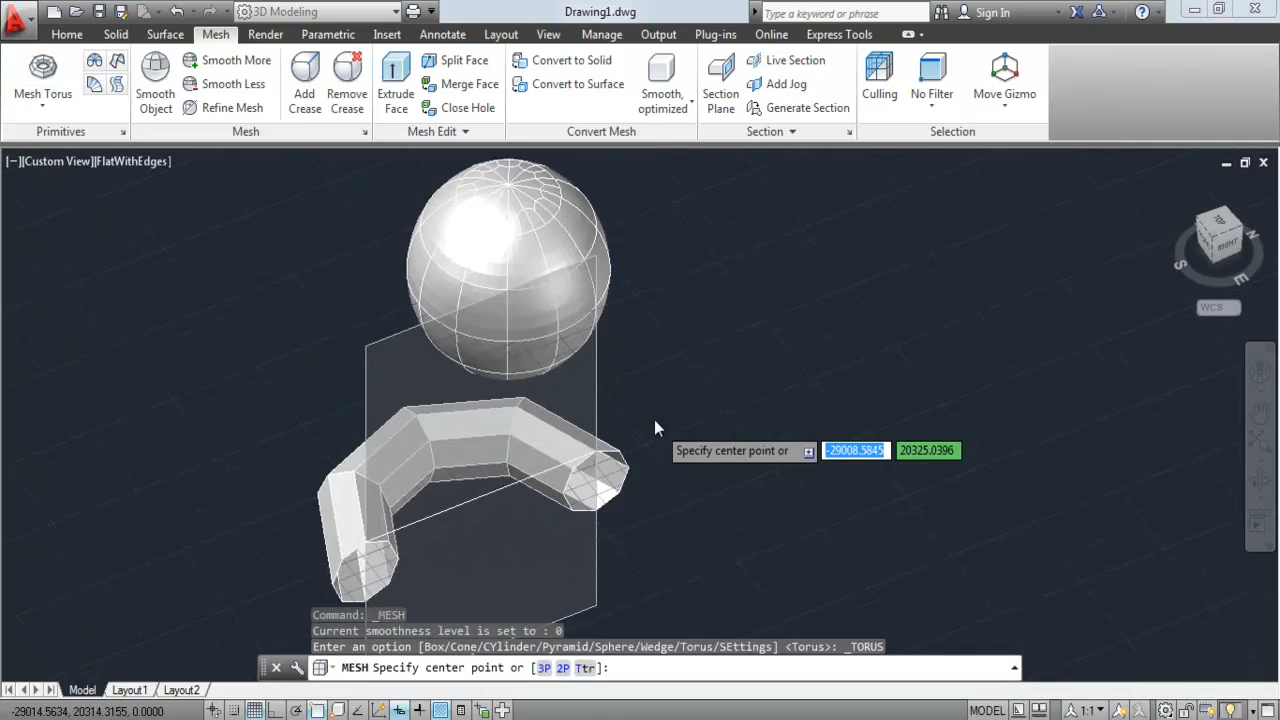 3D Modeling
Drawing1.dwg
Type a keyword or phrase
Sign In
Home Solid Surface Mesh Render Parametric Insert Annotate Layout View Manage Output Plug-ins Online Express Tools
Mesh Torus
Smooth Object
Smooth More
Smooth Less
Refine Mesh
Add Crease
Remove Crease
Extrude Face
Split Face
Merge Face
Close Hole
Convert to Solid
Convert to Surface
Smooth, optimized
Section Plane
Live Section
Add Jog
Generate Section
Culling
No Filter
Move Gizmo
Primitives Mesh Mesh Edit Convert Mesh Section Selection
[−][Custom View][FlatWithEdges]
TOP
RIGHT
N
S
E
WCS
Specify center point or -29008.5845 20325.0396
Command: _MESH
Current smoothness level is set to : 0
Enter an option [Box/Cone/CYlinder/Pyramid/Sphere/Wedge/Torus/SEttings] <Torus>: _TORUS
MESH Specify center point or [3P 2P Ttr]:
Model Layout1 Layout2
-29014.5634, 20314.3155, 0.0000
MODEL
1:1